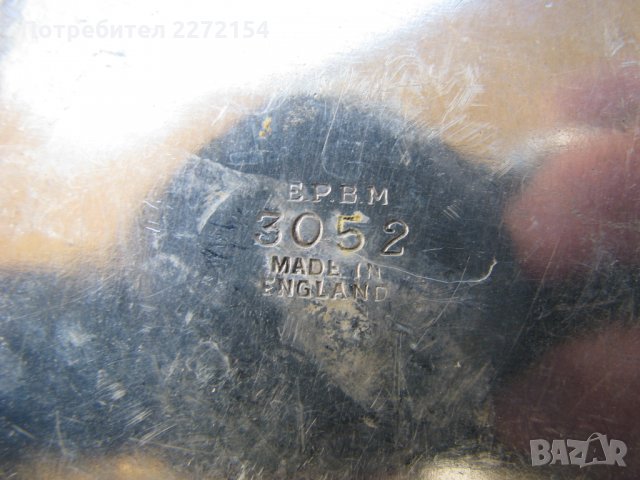 Потребител 2272154
E.P.B.M
3052
MADE IN
ENGLAND
BAZAR